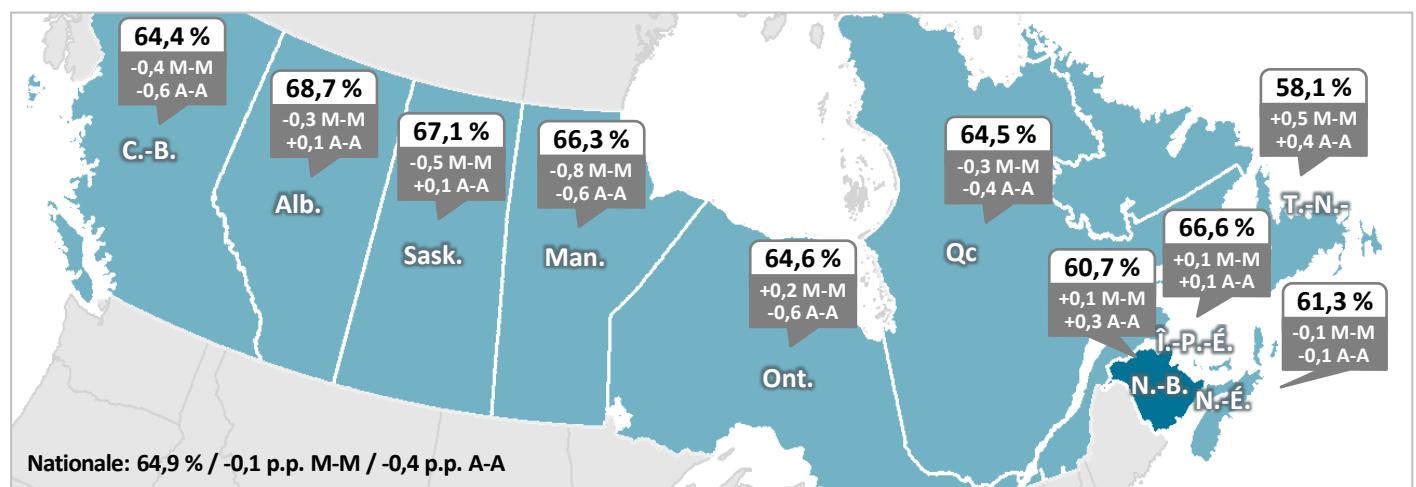 64,4 %
-0,4 M-M
-0,6 A-A
C.-B.
68,7 %
-0,3 M-M
+0,1 A-A
Alb.
67,1 %
-0,5 M-M
+0,1 A-A
Sask.
66,3 %
-0,8 M-M
-0,6 A-A
Man.
64,6 %
+0,2 M-M
-0,6 A-A
Ont.
64,5 %
-0,3 M-M
-0,4 A-A
Qc
58,1 %
+0,5 M-M
+0,4 A-A
T.-N.-
66,6 %
+0,1 M-M
+0,1 A-A
Î.-P.-É.
60,7 %
+0,1 M-M
+0,3 A-A
N.-B.
61,3 %
-0,1 M-M
-0,1 A-A
N.-É.
Nationale: 64,9 % / -0,1 p.p. M-M / -0,4 p.p. A-A